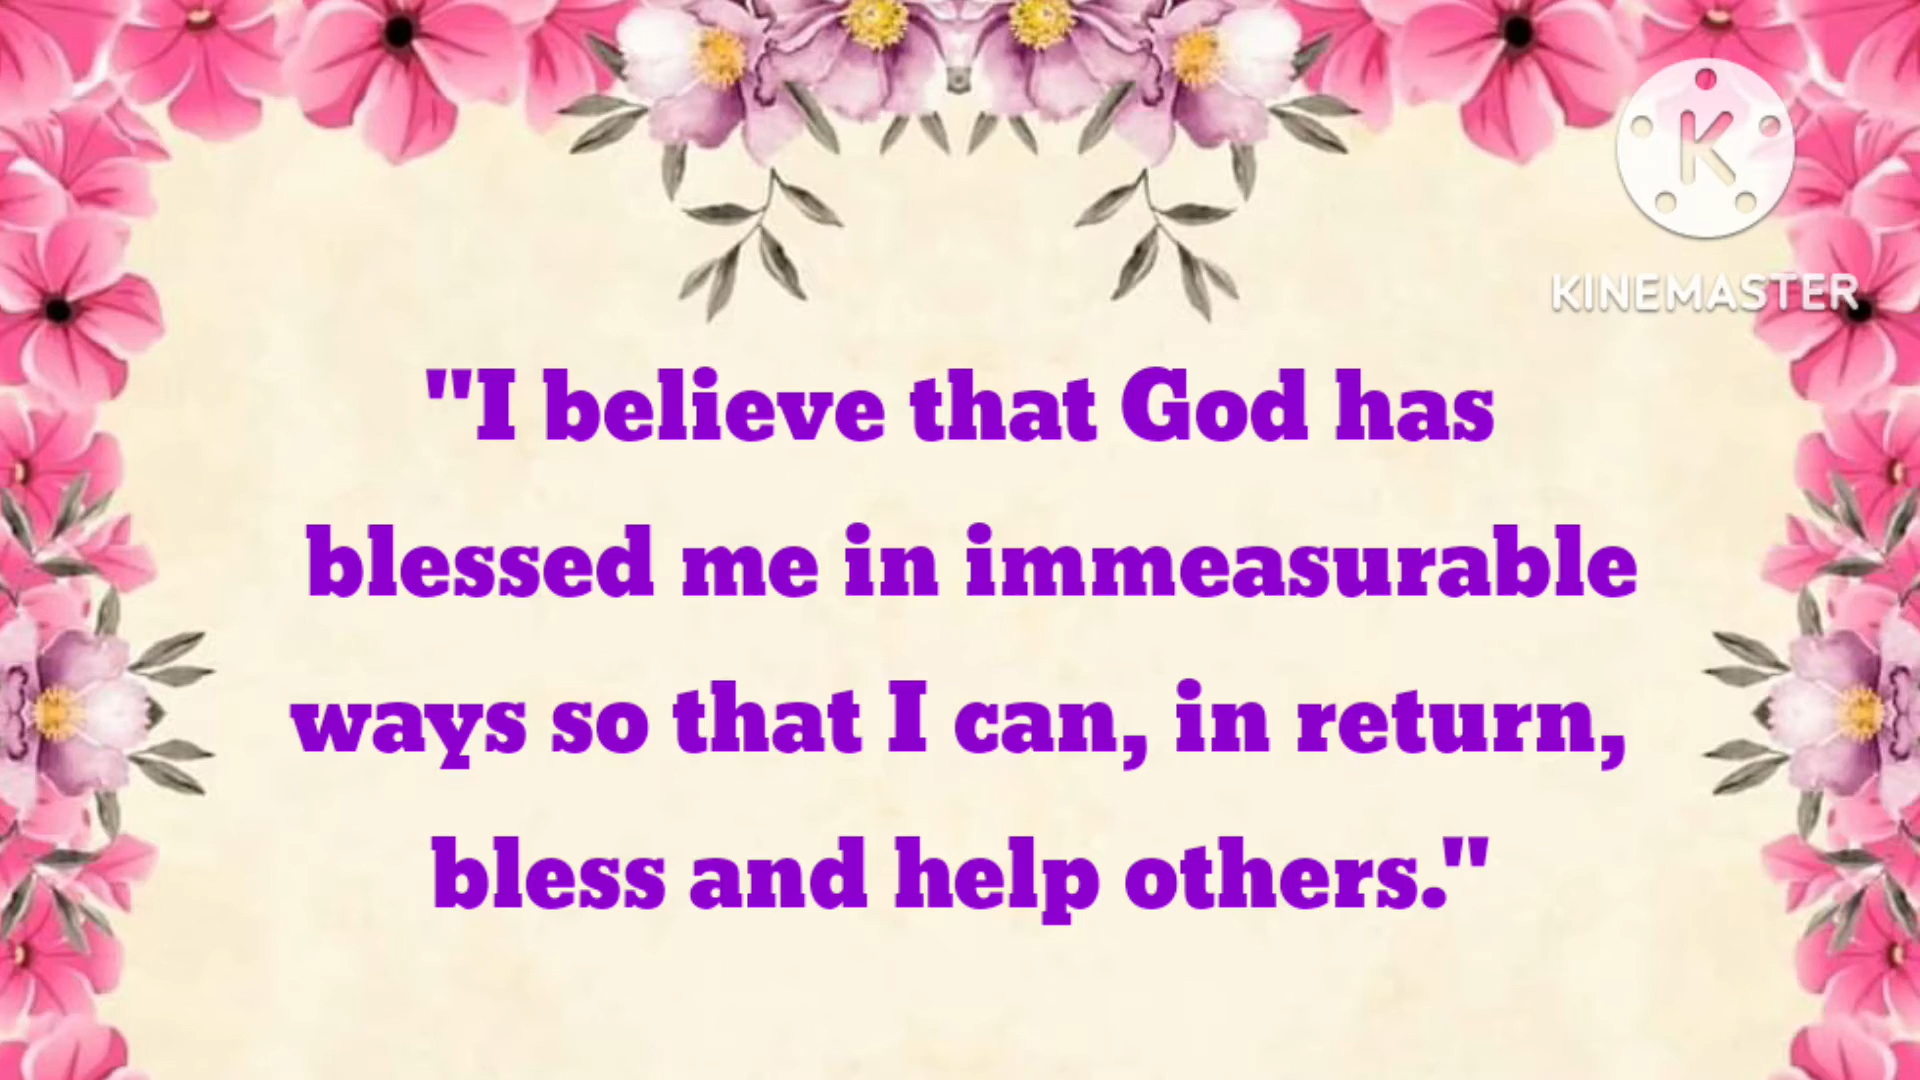 K
KINEMASTER
"I believe that God has
blessed me in immeasurable
ways so that I can, in return,
bless and help others."